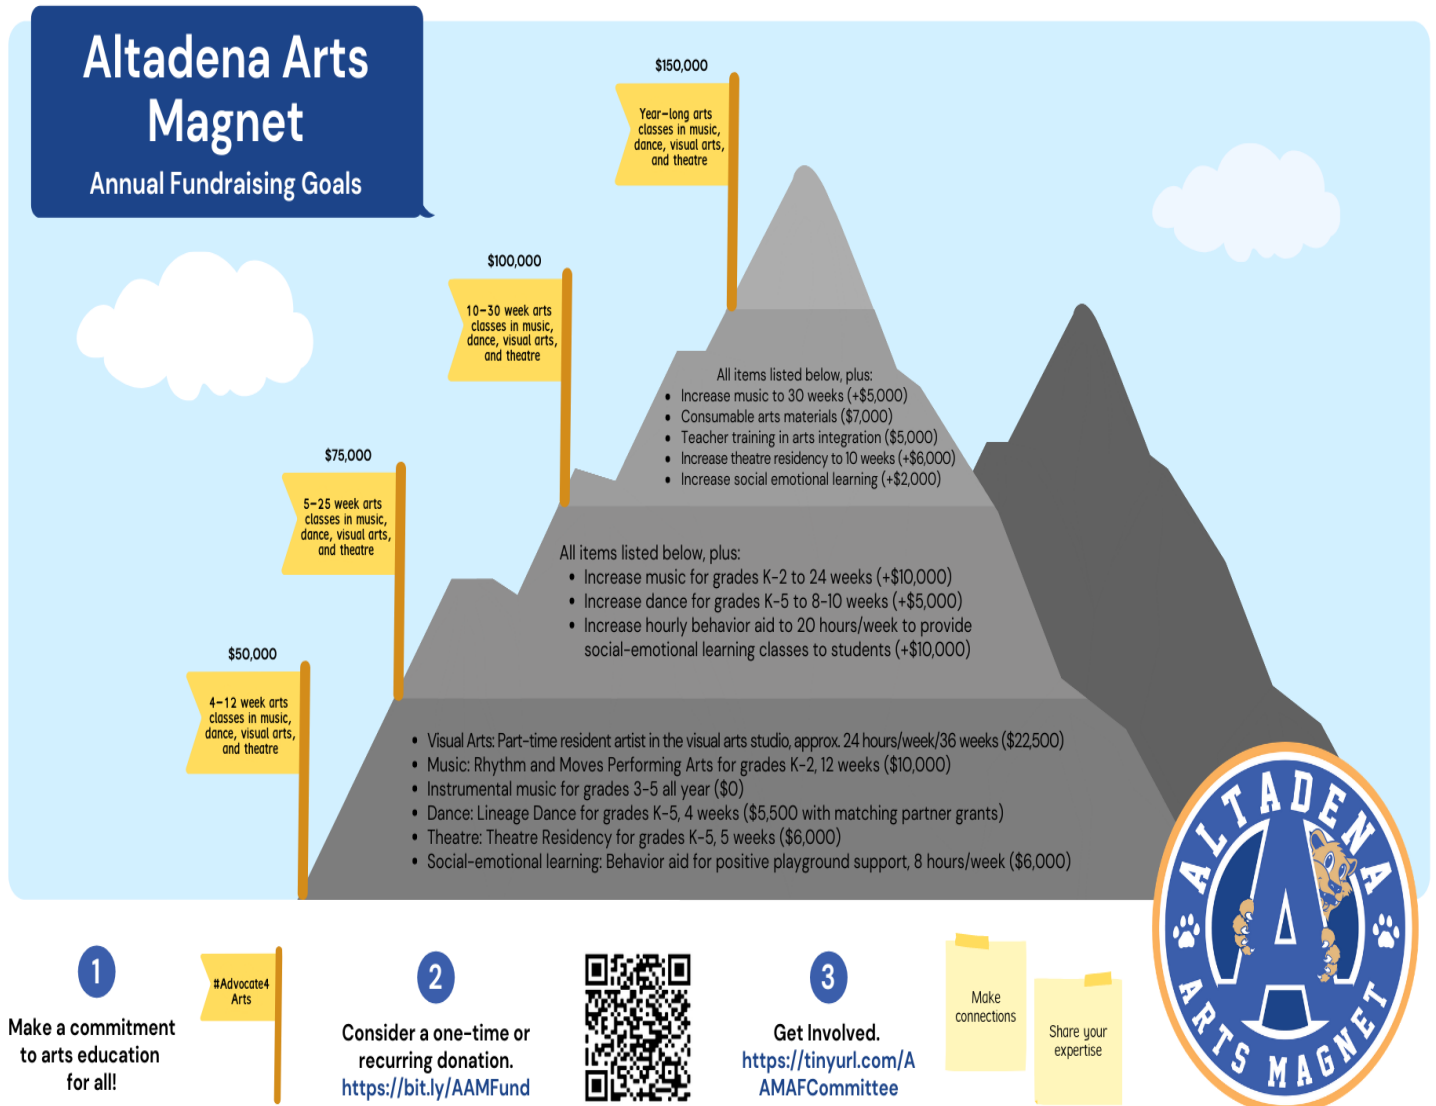 Altadena Arts
Magnet
Annual Fundraising Goals
$150,000
Year-long arts
classes in music,
dance, visual arts,
and theatre
$100,000
10-30 week arts
classes in music,
dance, visual arts,
and theatre
All items listed below, plus:
• Increase music to 30 weeks (+$5,000)
• Consumable arts materials ($7,000)
• Teacher training in arts integration ($5,000)
• Increase theatre residency to 10 weeks (+$6,000)
• Increase social emotional learning (+$2,000)
$75,000
5-25 week arts
classes in music,
dance, visual arts,
and theatre
All items listed below, plus:
• Increase music for grades K-2 to 24 weeks (+$10,000)
• Increase dance for grades K-5 to 8-10 weeks (+$5,000)
• Increase hourly behavior aid to 20 hours/week to provide
social-emotional learning classes to students (+$10,000)
$50,000
4-12 week arts
classes in music,
dance, visual arts,
and theatre
• Visual Arts: Part-time resident artist in the visual arts studio, approx. 24 hours/week/36 weeks ($22,500)
• Music: Rhythm and Moves Performing Arts for grades K-2, 12 weeks ($10,000)
• Instrumental music for grades 3-5 all year ($0)
• Dance: Lineage Dance for grades K-5, 4 weeks ($5,500 with matching partner grants)
• Theatre: Theatre Residency for grades K-5, 5 weeks ($6,000)
• Social-emotional learning: Behavior aid for positive playground support, 8 hours/week ($6,000)
1
Make a commitment
to arts education
for all!
#Advocate4
Arts
2
Consider a one-time or
recurring donation.
https://bit.ly/AAMFund
3
Get Involved.
https://tinyurl.com/A
AMAFCommittee
Make
connections
Share your
expertise
ALTADENA
A
ARTS MAGNET